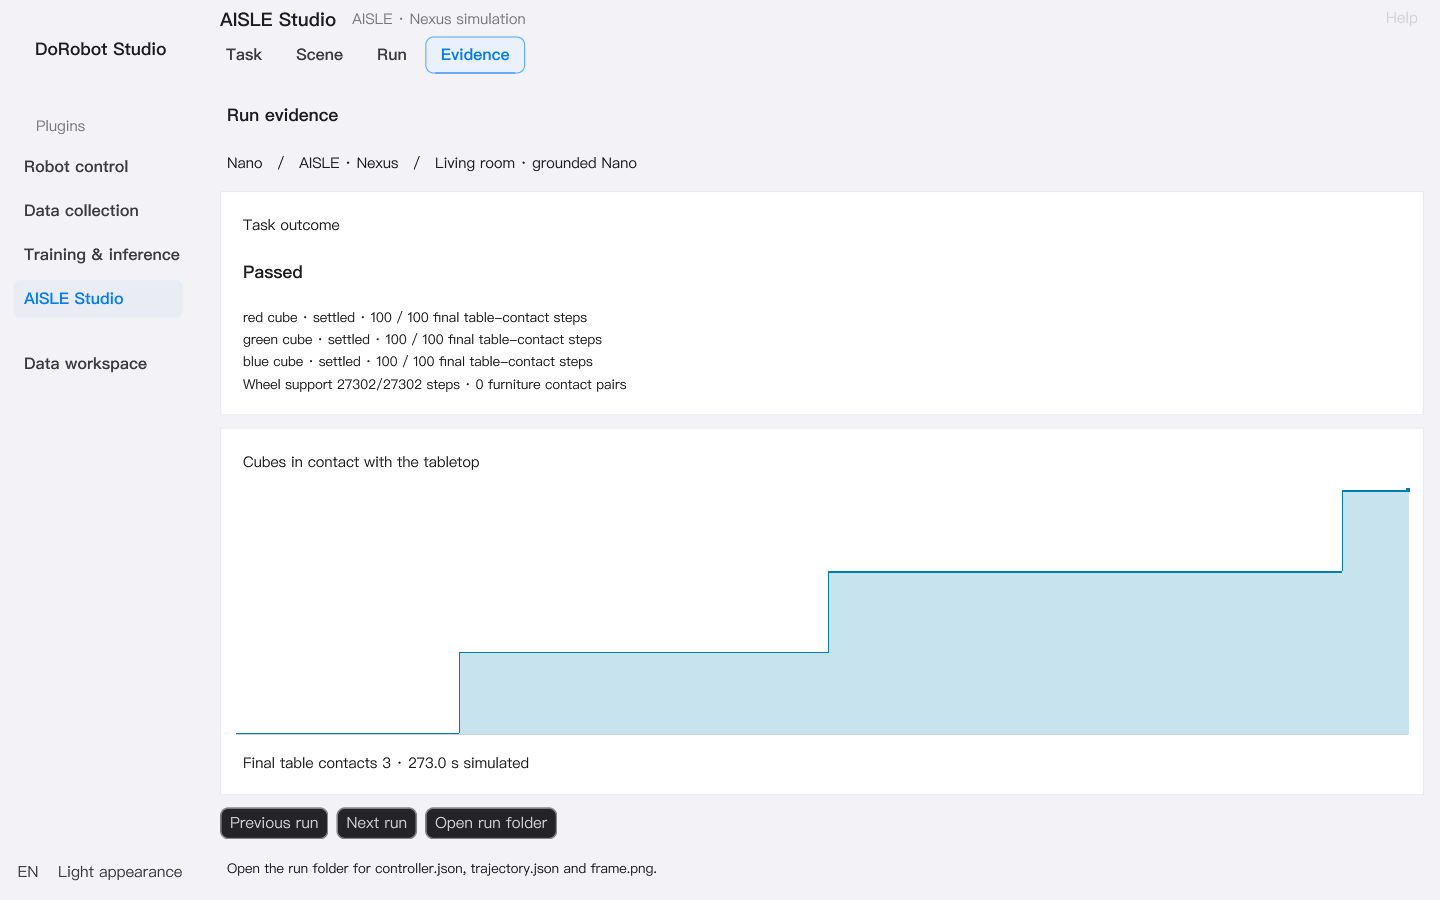 AISLE Studio AISLE · Nexus simulation
Help
DoRobot Studio
Task Scene Run Evidence
Plugins
Robot control
Data collection
Training & inference
AISLE Studio
Data workspace
Run evidence
Nano / AISLE · Nexus / Living room · grounded Nano
Task outcome
Passed
red cube · settled · 100 / 100 final table-contact steps
green cube · settled · 100 / 100 final table-contact steps
blue cube · settled · 100 / 100 final table-contact steps
Wheel support 27302/27302 steps · 0 furniture contact pairs
Cubes in contact with the tabletop
Final table contacts 3 · 273.0 s simulated
Previous run Next run Open run folder
Open the run folder for controller.json, trajectory.json and frame.png.
EN Light appearance